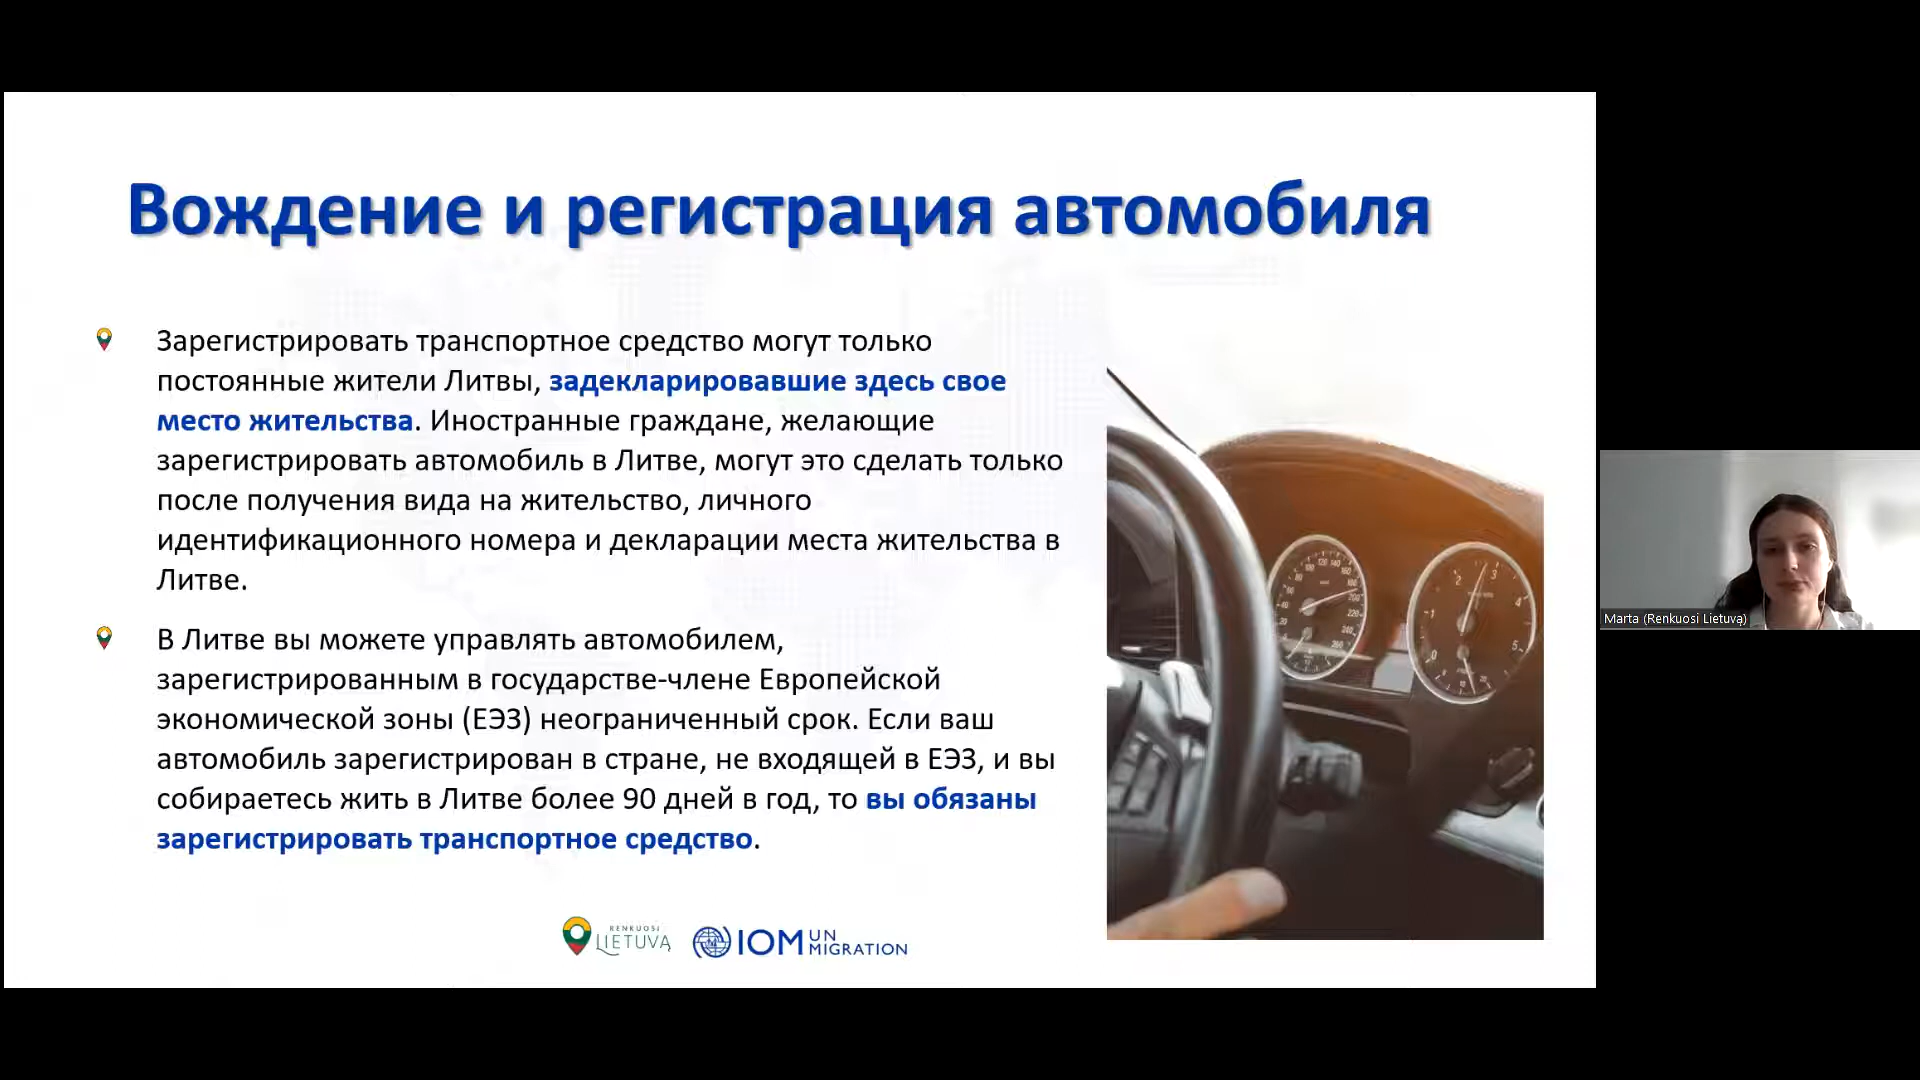 Вождение и регистрация автомобиля
Зарегистрировать транспортное средство могут только
постоянные жители Литвы, задекларировавшие здесь свое
место жительства. Иностранные граждане, желающие
зарегистрировать автомобиль в Литве, могут это сделать только
после получения вида на жительство, личного
идентификационного номера и декларации места жительства в
Литве.
В Литве вы можете управлять автомобилем,
зарегистрированным в государстве-члене Европейской
экономической зоны (ЕЭЗ) неограниченный срок. Если ваш
автомобиль зарегистрирован в стране, не входящей в ЕЭЗ, и вы
собираетесь жить в Литве более 90 дней в год, то вы обязаны
зарегистрировать транспортное средство.
RENKUOSI
LIETUVĄ
IOM UN
MIGRATION
Marta (Renkuosi Lietuvą)